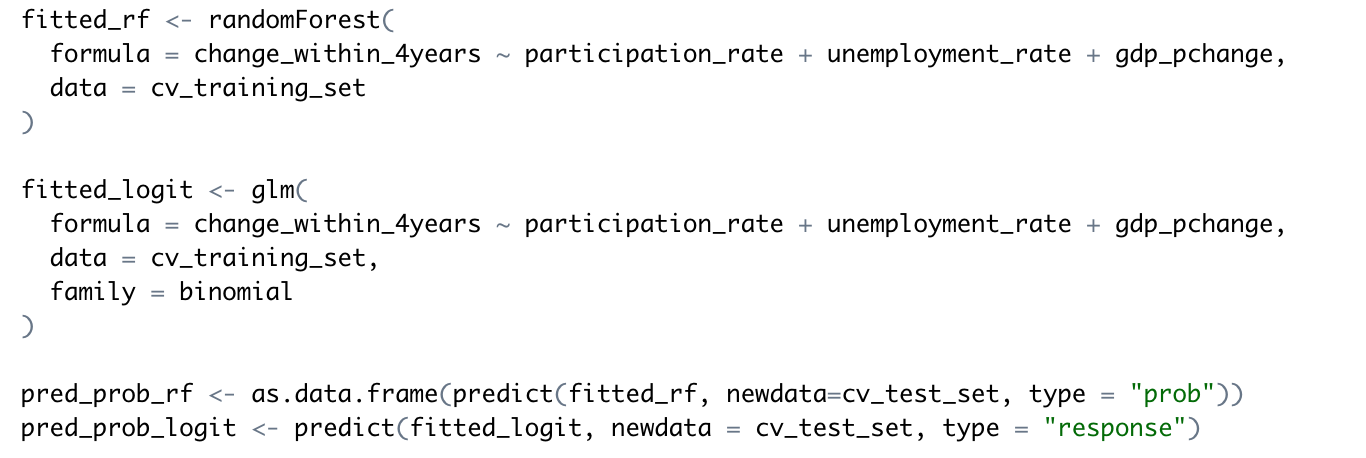 fitted_rf <- randomForest(
  formula = change_within_4years ~ participation_rate + unemployment_rate + gdp_pchange,
  data = cv_training_set
)

fitted_logit <- glm(
  formula = change_within_4years ~ participation_rate + unemployment_rate + gdp_pchange,
  data = cv_training_set,
  family = binomial
)

pred_prob_rf <- as.data.frame(predict(fitted_rf, newdata=cv_test_set, type = "prob"))
pred_prob_logit <- predict(fitted_logit, newdata = cv_test_set, type = "response")